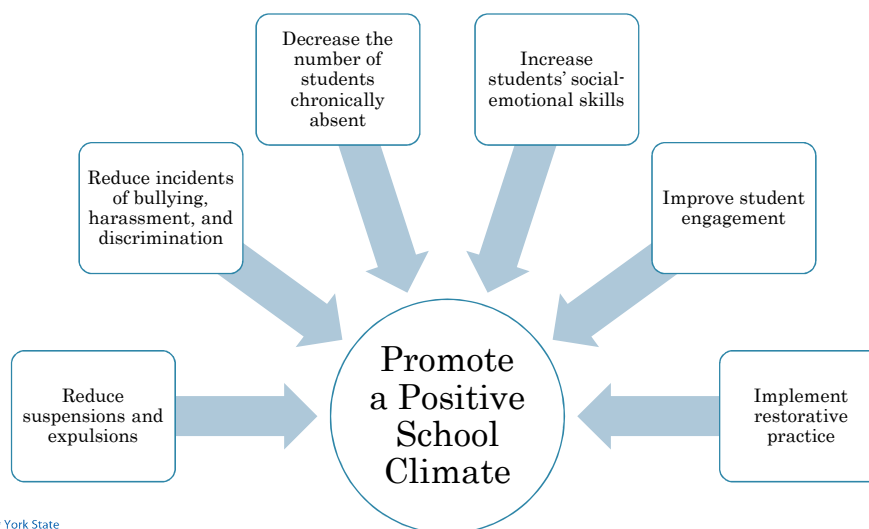 Decrease the
number of
students
chronically
absent
Increase
students’ social-
emotional skills
Reduce incidents
of bullying,
harassment, and
discrimination
Improve student
engagement
Reduce
suspensions and
expulsions
Promote
a Positive
School
Climate
Implement
restorative
practice
York State